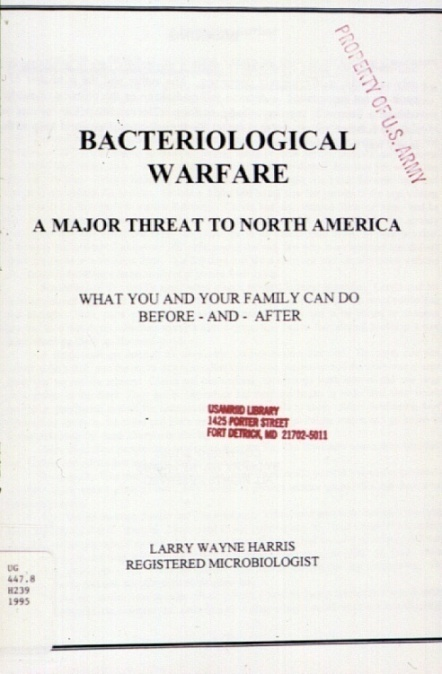 PROPERTY OF U.S. ARMY
BACTERIOLOGICAL
WARFARE
A MAJOR THREAT TO NORTH AMERICA
WHAT YOU AND YOUR FAMILY CAN DO
BEFORE - AND - AFTER
USAMRIID LIBRARY
1425 PORTER STREET
FORT DETRICK, MD 21702-5011
LARRY WAYNE HARRIS
REGISTERED MICROBIOLOGIST
UG
447.8
H239
1995